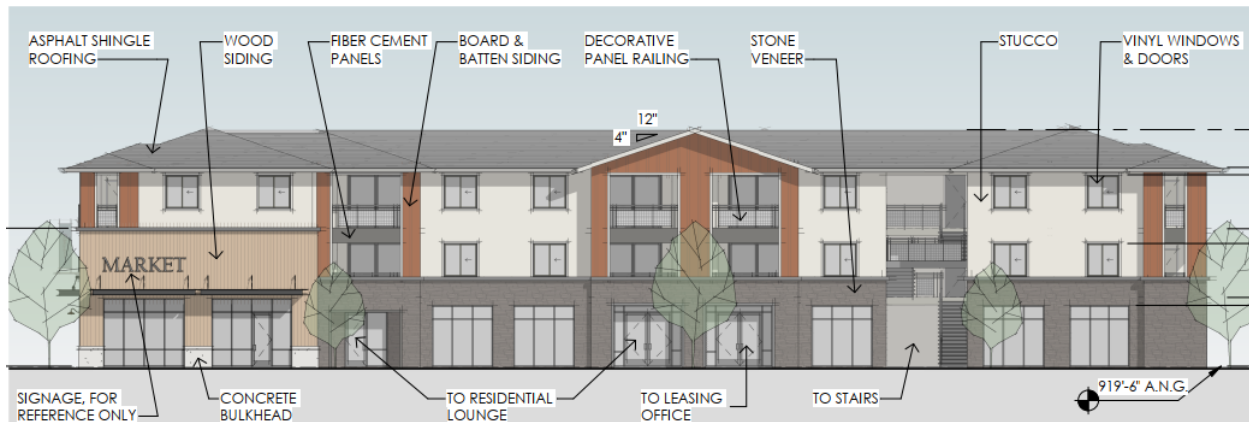 ASPHALT SHINGLE
ROOFING
WOOD
SIDING
FIBER CEMENT
PANELS
BOARD &
BATTEN SIDING
DECORATIVE
PANEL RAILING
STONE
VENEER
STUCCO
VINYL WINDOWS
& DOORS
12"
4"
MARKET
919'-6" A.N.G.
SIGNAGE, FOR
REFERENCE ONLY
CONCRETE
BULKHEAD
TO RESIDENTIAL
LOUNGE
TO LEASING
OFFICE
TO STAIRS